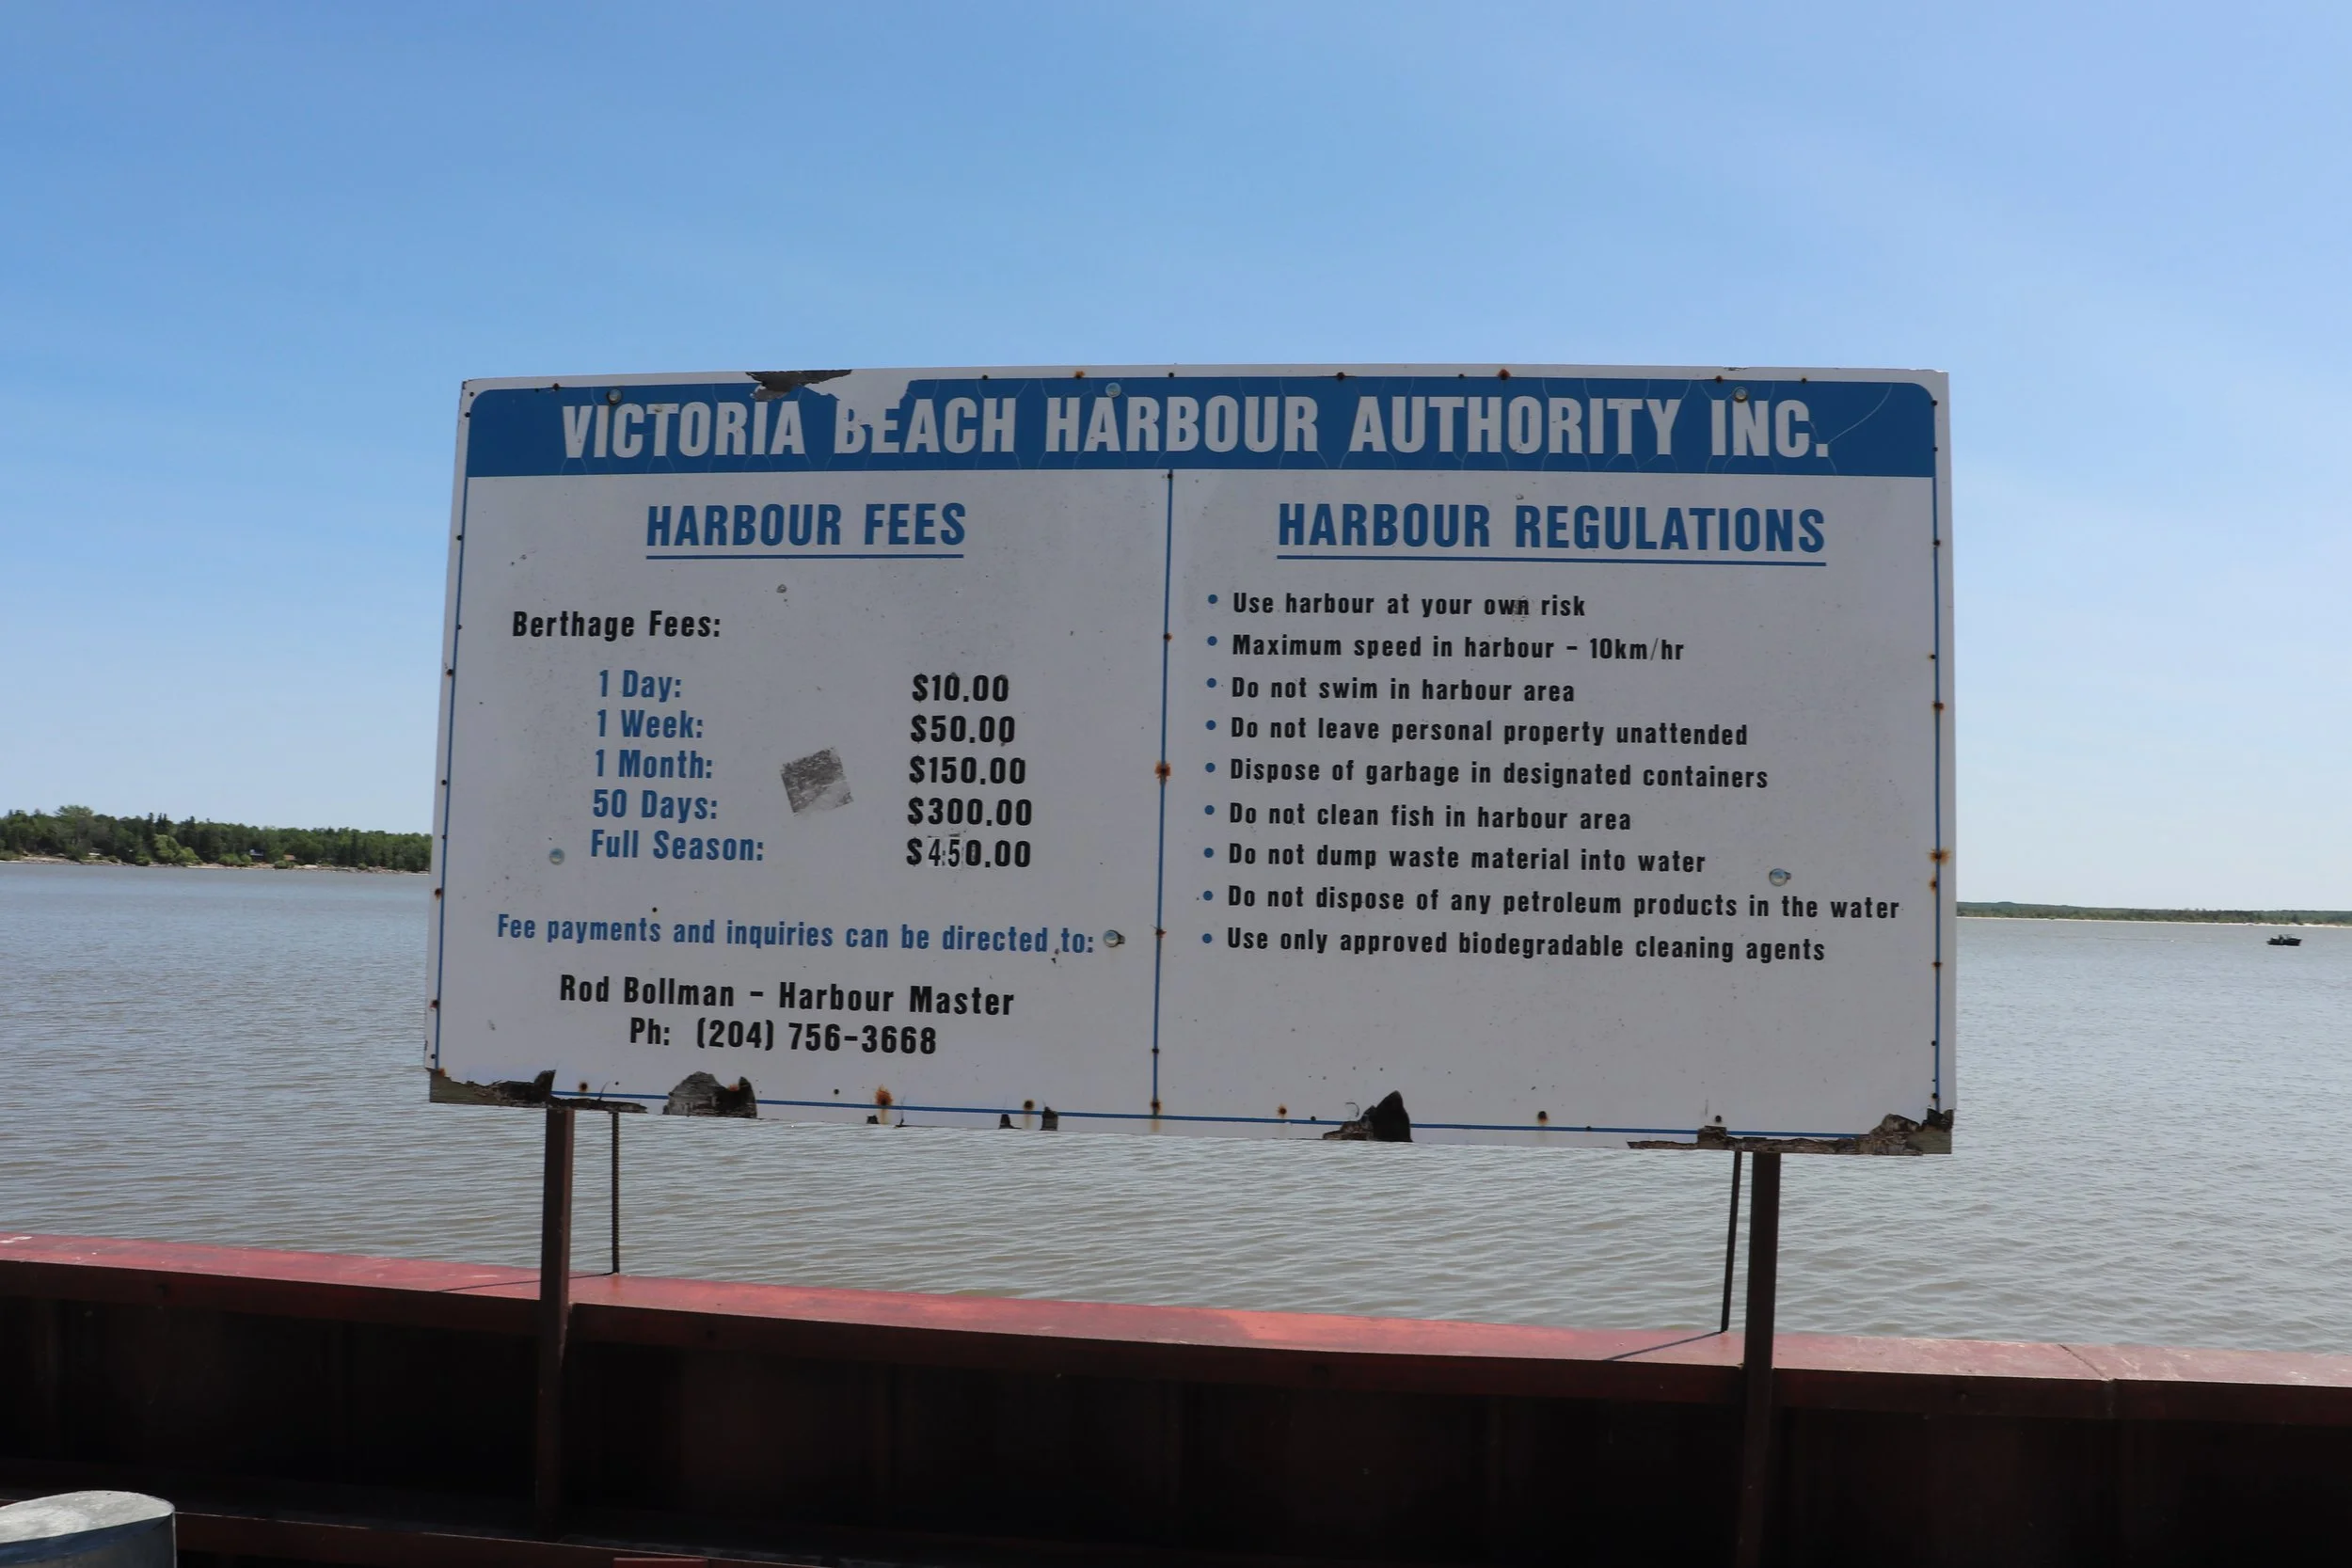 VICTORIA BEACH HARBOUR AUTHORITY INC.
HARBOUR FEES
Berthage Fees:
1 Day: $10.00
1 Week: $50.00
1 Month: $150.00
50 Days: $300.00
Full Season: $450.00
Fee payments and inquiries can be directed to:
Rod Bollman - Harbour Master
Ph: (204) 756-3668
HARBOUR REGULATIONS
• Use harbour at your own risk
• Maximum speed in harbour - 10km/hr
• Do not swim in harbour area
• Do not leave personal property unattended
• Dispose of garbage in designated containers
• Do not clean fish in harbour area
• Do not dump waste material into water
• Do not dispose of any petroleum products in the water
• Use only approved biodegradable cleaning agents